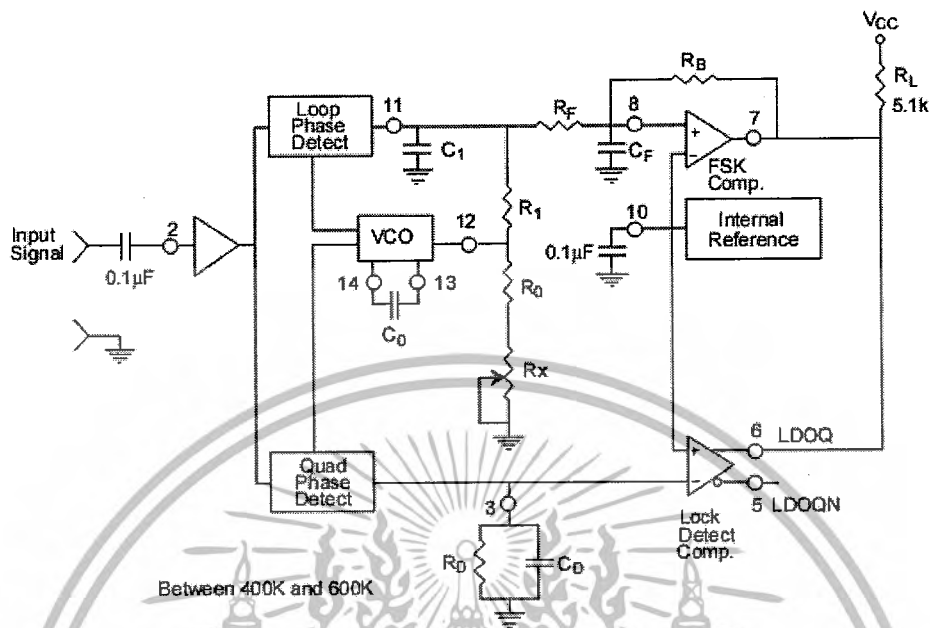 VCC
RL
5.1k
RB
RF
8
7
+
−
FSK
Comp.
CF
Loop
Phase
Detect
11
C1
R1
10
Internal
Reference
0.1µF
Input
Signal
2
0.1µF
VCO
12
14
13
C0
R0
Rx
Quad
Phase
Detect
3
RD
CD
+
−
6 LDOQ
5 LDOQN
Lock
Detect
Comp.
Between 400K and 600K